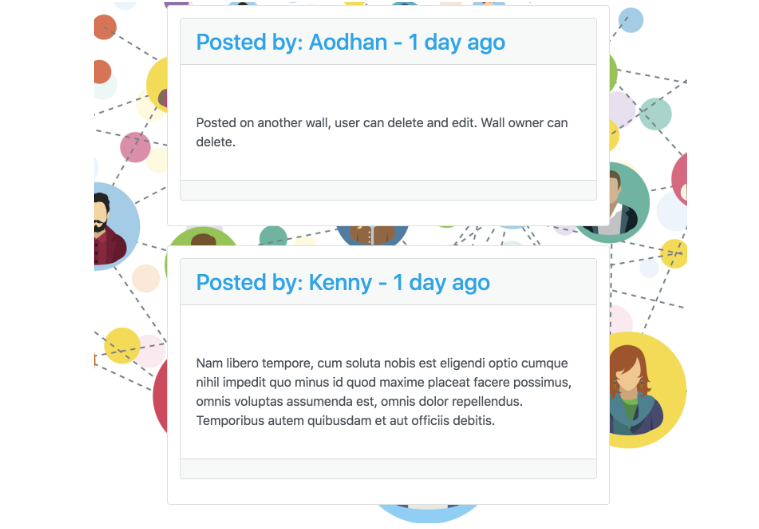 Posted by: Aodhan - 1 day ago
Posted on another wall, user can delete and edit. Wall owner can
delete.
Posted by: Kenny - 1 day ago
Nam libero tempore, cum soluta nobis est eligendi optio cumque
nihil impedit quo minus id quod maxime placeat facere possimus,
omnis voluptas assumenda est, omnis dolor repellendus.
Temporibus autem quibusdam et aut officiis debitis.